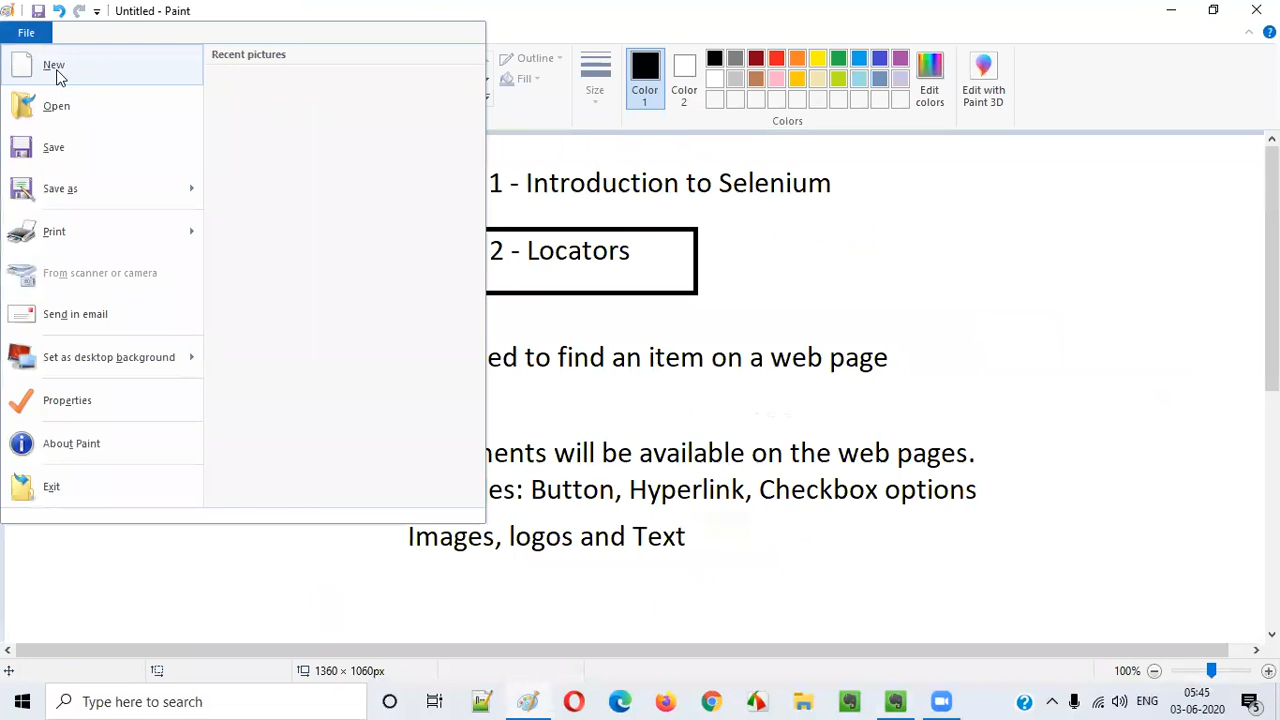 Untitled - Paint
File
New
Recent pictures
Open
Save
Save as
Print
From scanner or camera
Send in email
Set as desktop background
Properties
About Paint
Exit
Outline
Fill
Size
Color
1
Color
2
Edit
colors
Edit with
Paint 3D
Colors
1 - Introduction to Selenium
2 - Locators
ed to find an item on a web page
ents will be available on the web pages.
es: Button, Hyperlink, Checkbox options
Images, logos and Text
1360 × 1060px
100%
Type here to search
ENG
05:45
03-06-2020
5